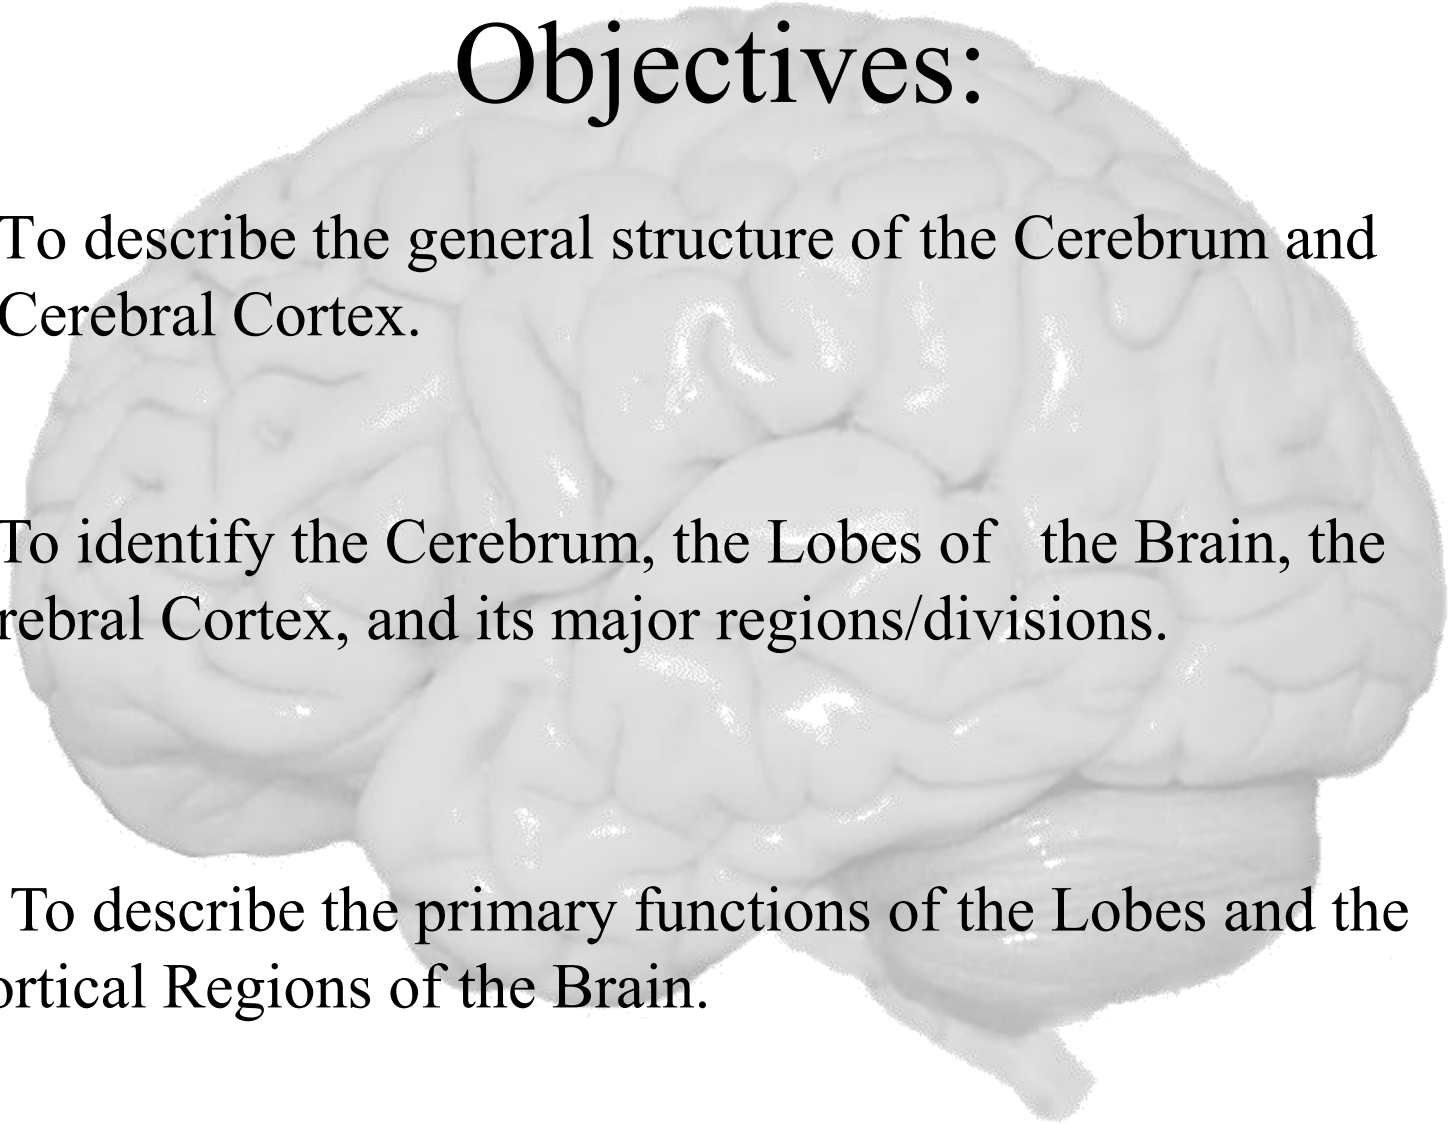 Objectives:
To describe the general structure of the Cerebrum and
Cerebral Cortex.
To identify the Cerebrum, the Lobes of the Brain, the
rebral Cortex, and its major regions/divisions.
To describe the primary functions of the Lobes and the
ortical Regions of the Brain.